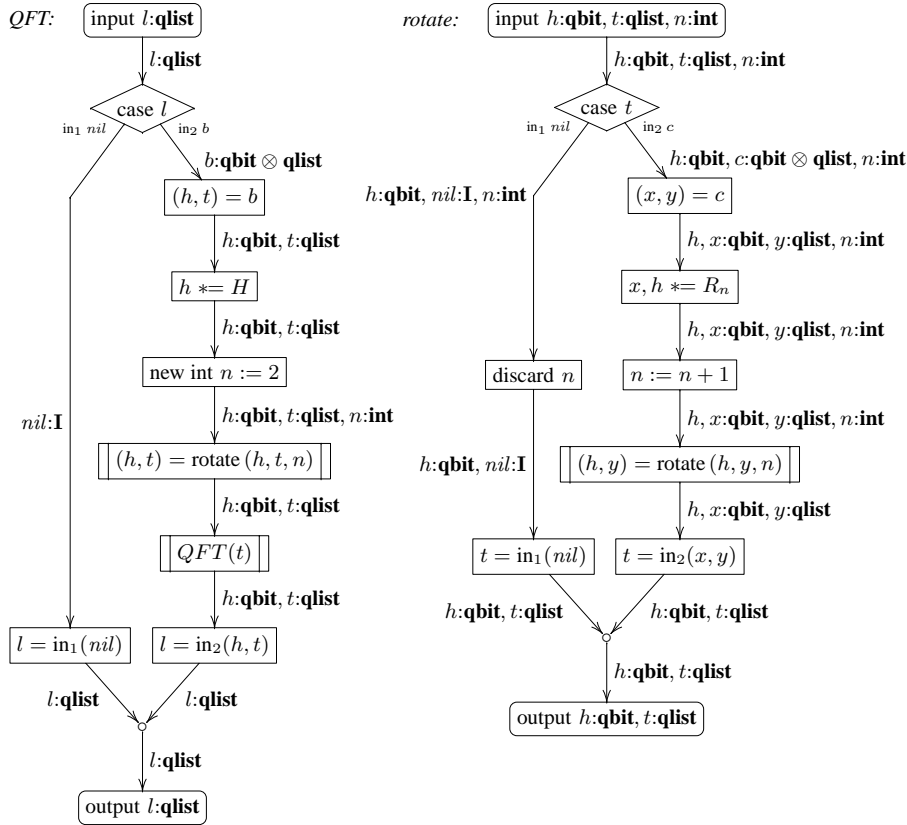 QFT:
input l:qlist
l:qlist
case l
in₁ nil
in₂ b
b:qbit ⊗ qlist
(h, t) = b
h:qbit, t:qlist
h *= H
h:qbit, t:qlist
new int n := 2
h:qbit, t:qlist, n:int
nil:I
(h, t) = rotate (h, t, n)
h:qbit, t:qlist
QFT(t)
h:qbit, t:qlist
l = in₁(nil)
l = in₂(h, t)
l:qlist
l:qlist
l:qlist
output l:qlist
rotate:
input h:qbit, t:qlist, n:int
h:qbit, t:qlist, n:int
case t
in₁ nil
in₂ c
h:qbit, c:qbit ⊗ qlist, n:int
h:qbit, nil:I, n:int
(x, y) = c
h, x:qbit, y:qlist, n:int
x, h *= Rₙ
h, x:qbit, y:qlist, n:int
discard n
n := n + 1
h, x:qbit, y:qlist, n:int
h:qbit, nil:I
(h, y) = rotate (h, y, n)
h, x:qbit, y:qlist
t = in₁(nil)
t = in₂(x, y)
h:qbit, t:qlist
h:qbit, t:qlist
h:qbit, t:qlist
output h:qbit, t:qlist